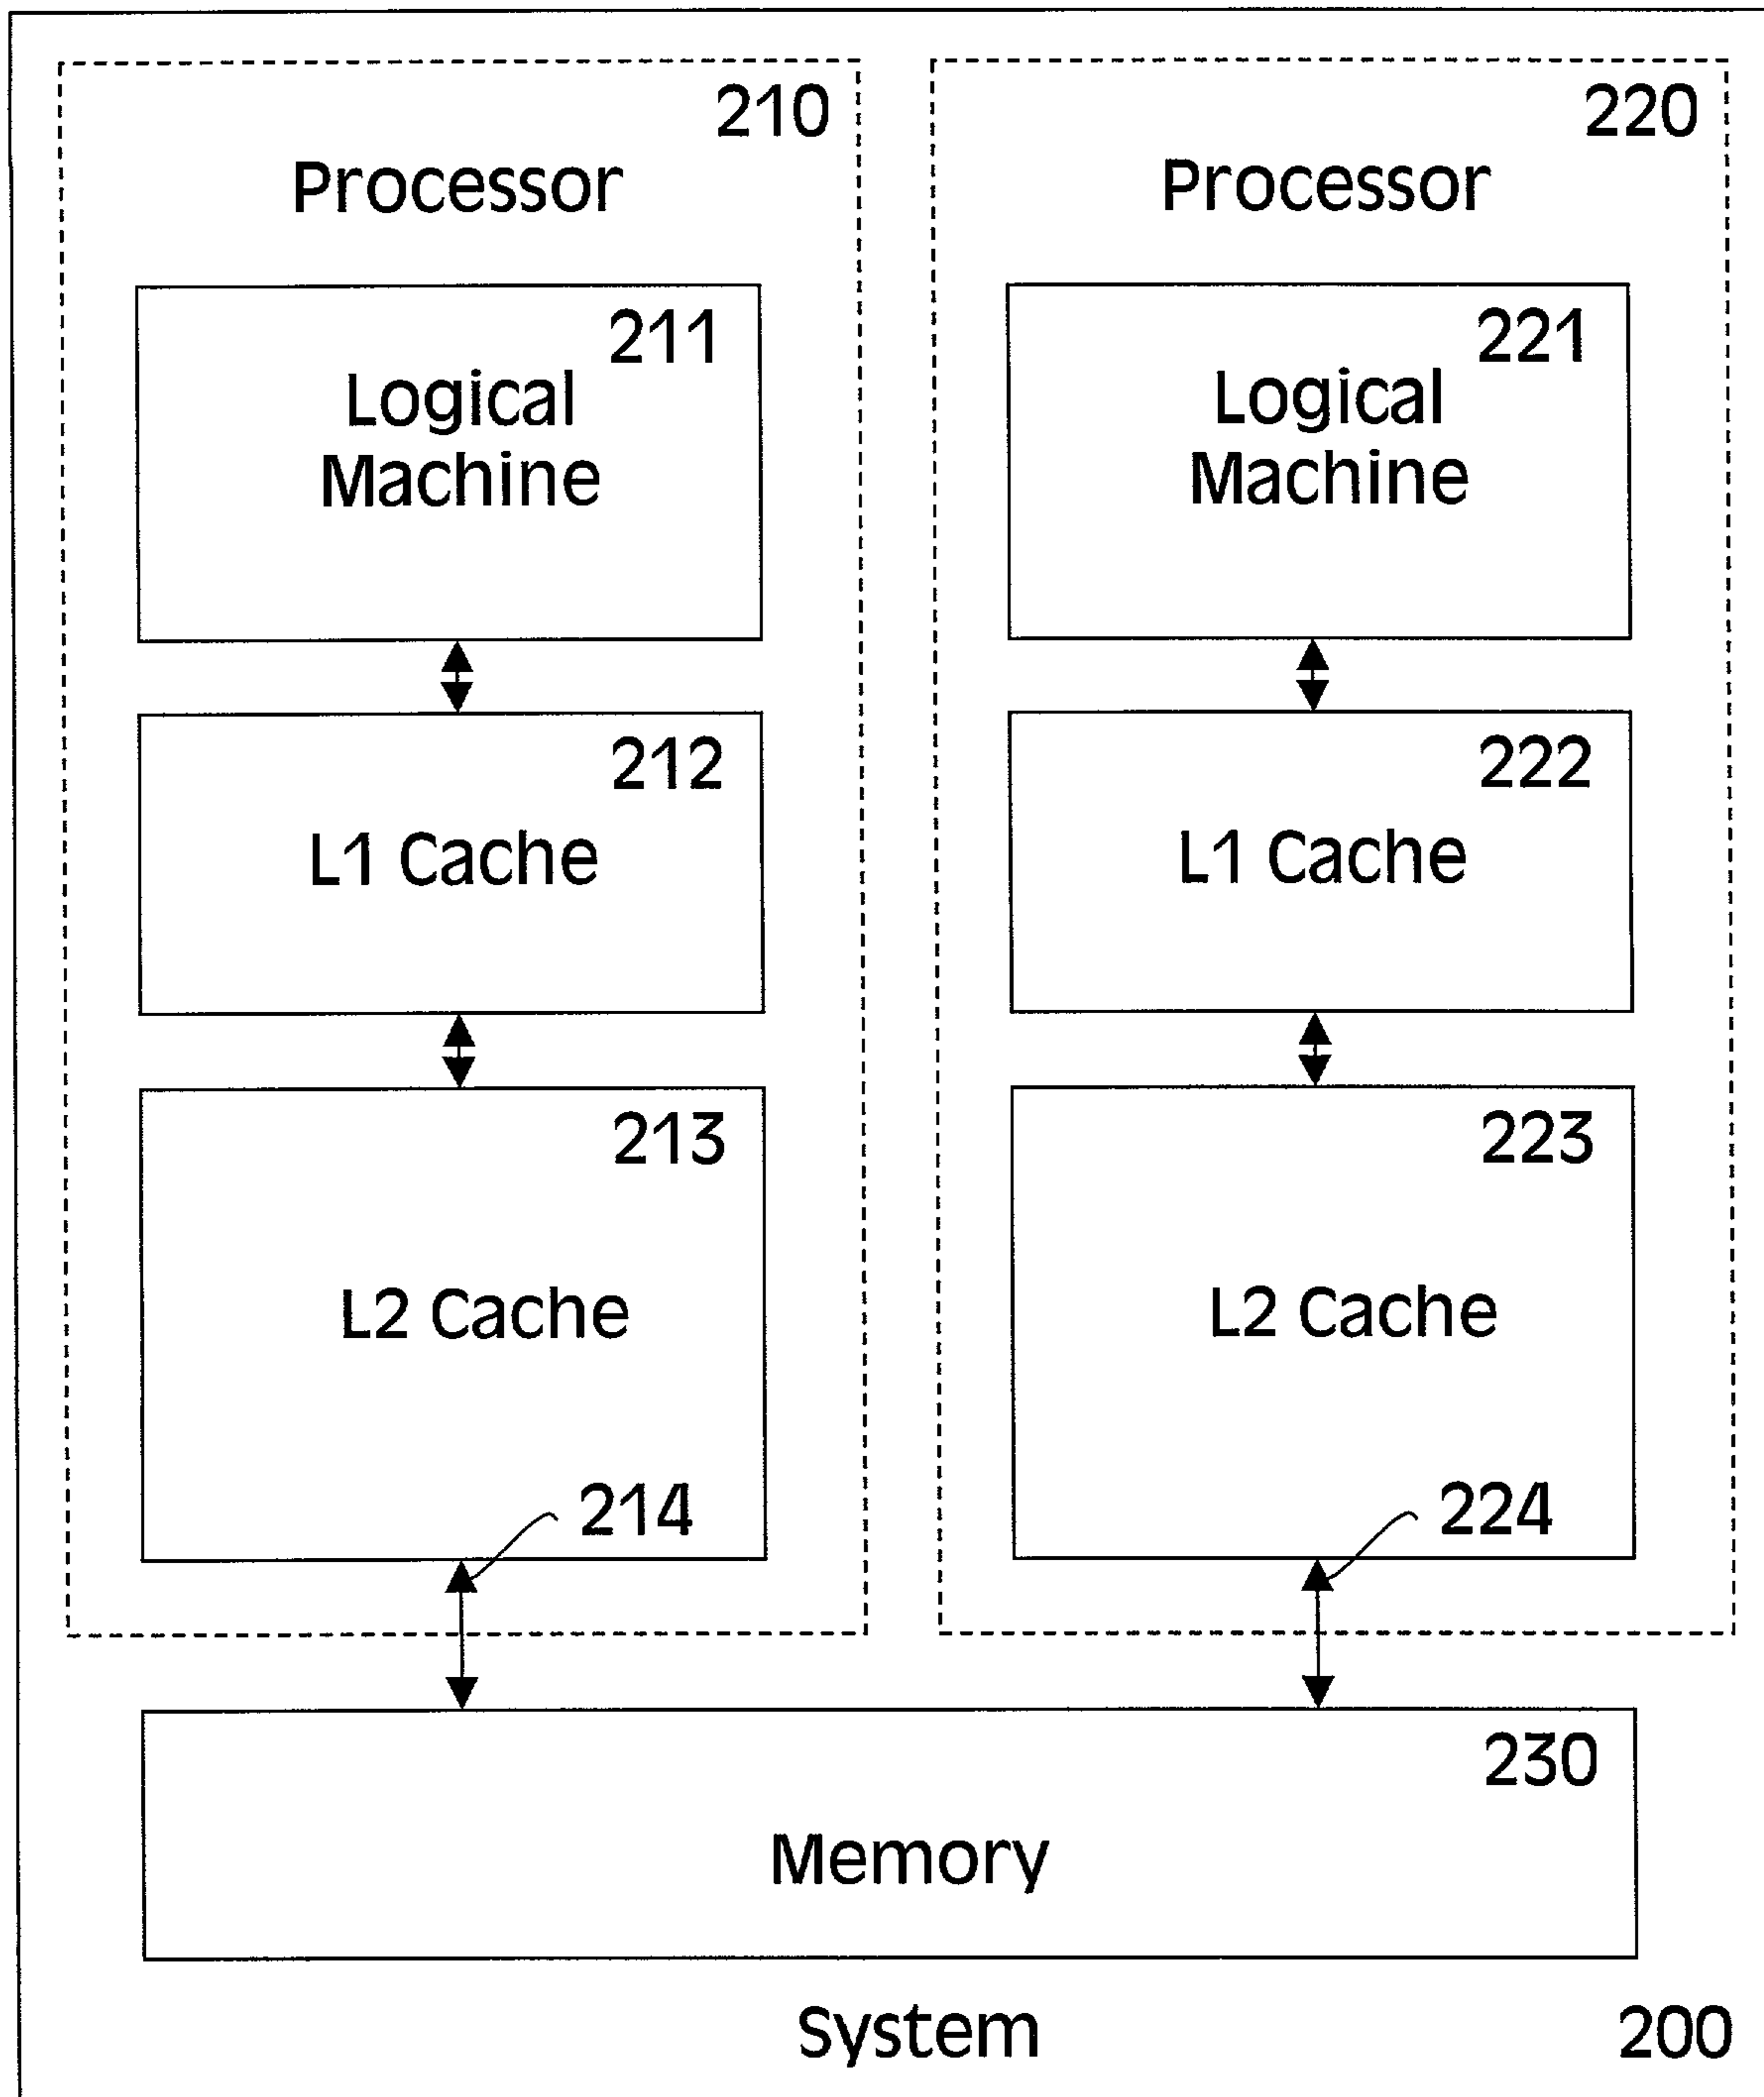 210
Processor
211
Logical
Machine
212
L1 Cache
213
L2 Cache
214
220
Processor
221
Logical
Machine
222
L1 Cache
223
L2 Cache
224
230
Memory
System
200